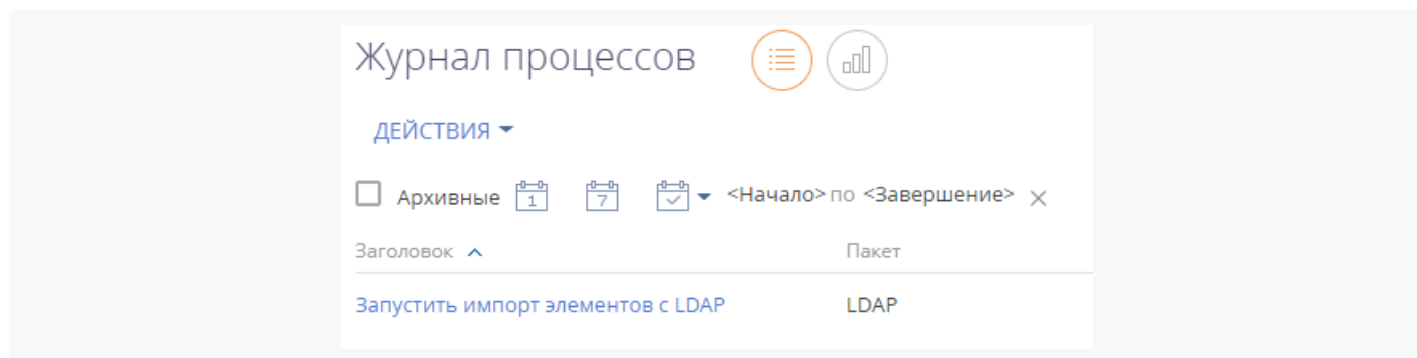 Журнал процессов
ДЕЙСТВИЯ
Архивные 1 7 <Начало> по <Завершение>
Заголовок Пакет
Запустить импорт элементов с LDAP LDAP